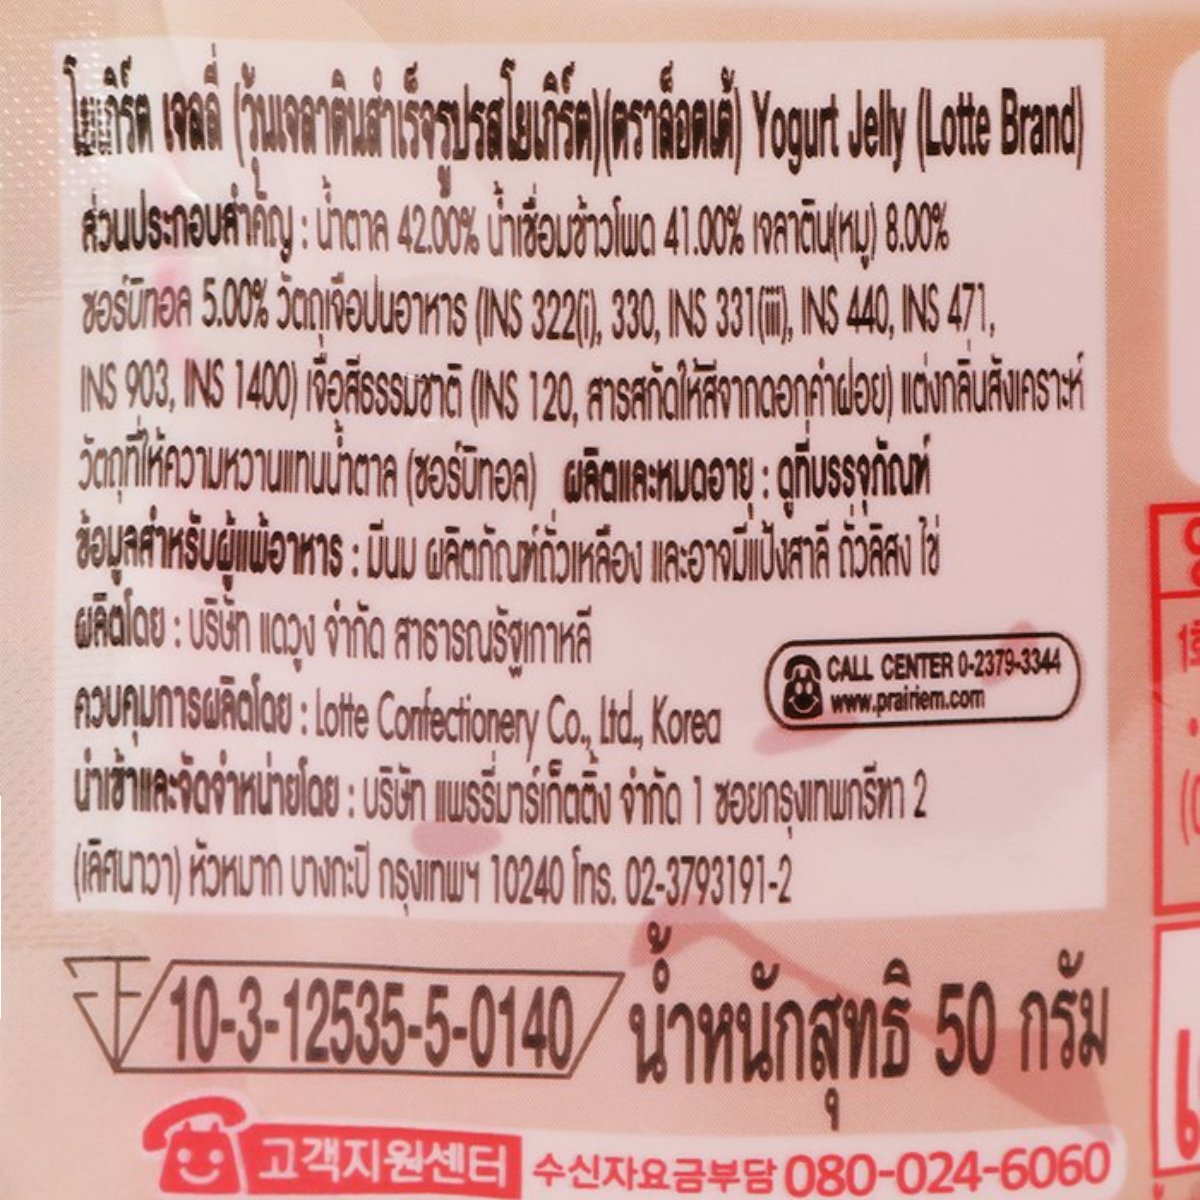 โยเกิร์ต เจลลี่ (วุ้นเจลาตินสำเร็จรูปรสโยเกิร์ต)(ตราล็อตเต้) Yogurt Jelly (Lotte Brand)
ส่วนประกอบสำคัญ : น้ำตาล 42.00% น้ำเชื่อมข้าวโพด 41.00% เจลาติน(หมู) 8.00%
ซอร์บิทอล 5.00% วัตถุเจือปนอาหาร (INS 322(i), 330, INS 331(iii), INS 440, INS 471,
INS 903, INS 1400) เจือสีธรรมชาติ (INS 120, สารสกัดให้สีจากดอกคำฝอย) แต่งกลิ่นสังเคราะห์
วัตถุที่ให้ความหวานแทนน้ำตาล (ซอร์บิทอล) ผลิตและหมดอายุ : ดูที่บรรจุภัณฑ์
ข้อมูลสำหรับผู้แพ้อาหาร : มีนม ผลิตภัณฑ์ถั่วเหลือง และอาจมีแป้งสาลี ถั่วลิสง ไข่
ผลิตโดย : บริษัท แดวุง จำกัด สาธารณรัฐเกาหลี
ควบคุมการผลิตโดย : Lotte Confectionery Co., Ltd., Korea
CALL CENTER 0-2379-3344
www.prairiem.com
นำเข้าและจัดจำหน่ายโดย : บริษัท แพรรี่มาร์เก็ตติ้ง จำกัด 1 ซอยกรุงเทพกรีฑา 2
(เลิศนาวา) หัวหมาก บางกะปิ กรุงเทพฯ 10240 โทร. 02-3793191-2
10-3-12535-5-0140 น้ำหนักสุทธิ 50 กรัม
고객지원센터 수신자요금부담 080-024-6060